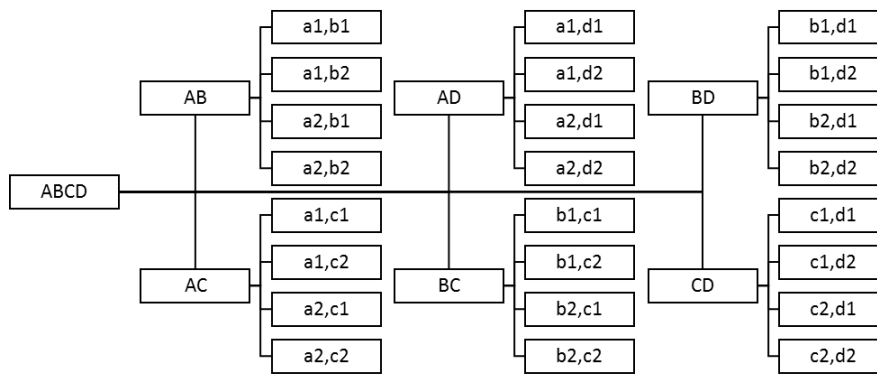 ABCD
AB
a1,b1
a1,b2
a2,b1
a2,b2
AD
a1,d1
a1,d2
a2,d1
a2,d2
BD
b1,d1
b1,d2
b2,d1
b2,d2
AC
a1,c1
a1,c2
a2,c1
a2,c2
BC
b1,c1
b1,c2
b2,c1
b2,c2
CD
c1,d1
c1,d2
c2,d1
c2,d2